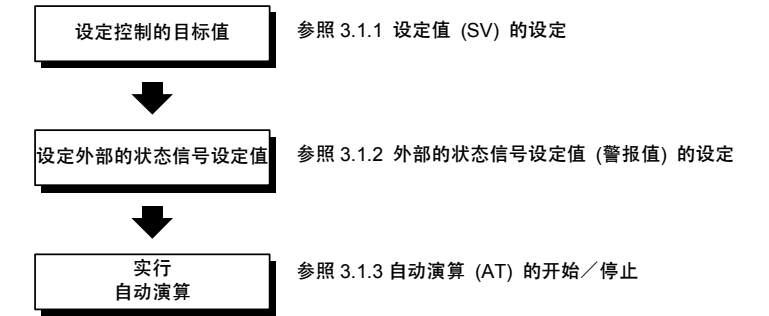 设定控制的目标值 参照 3.1.1 设定值 (SV) 的设定
设定外部的状态信号设定值 参照 3.1.2 外部的状态信号设定值 (警报值) 的设定
实行
自动演算
参照 3.1.3 自动演算 (AT) 的开始／停止